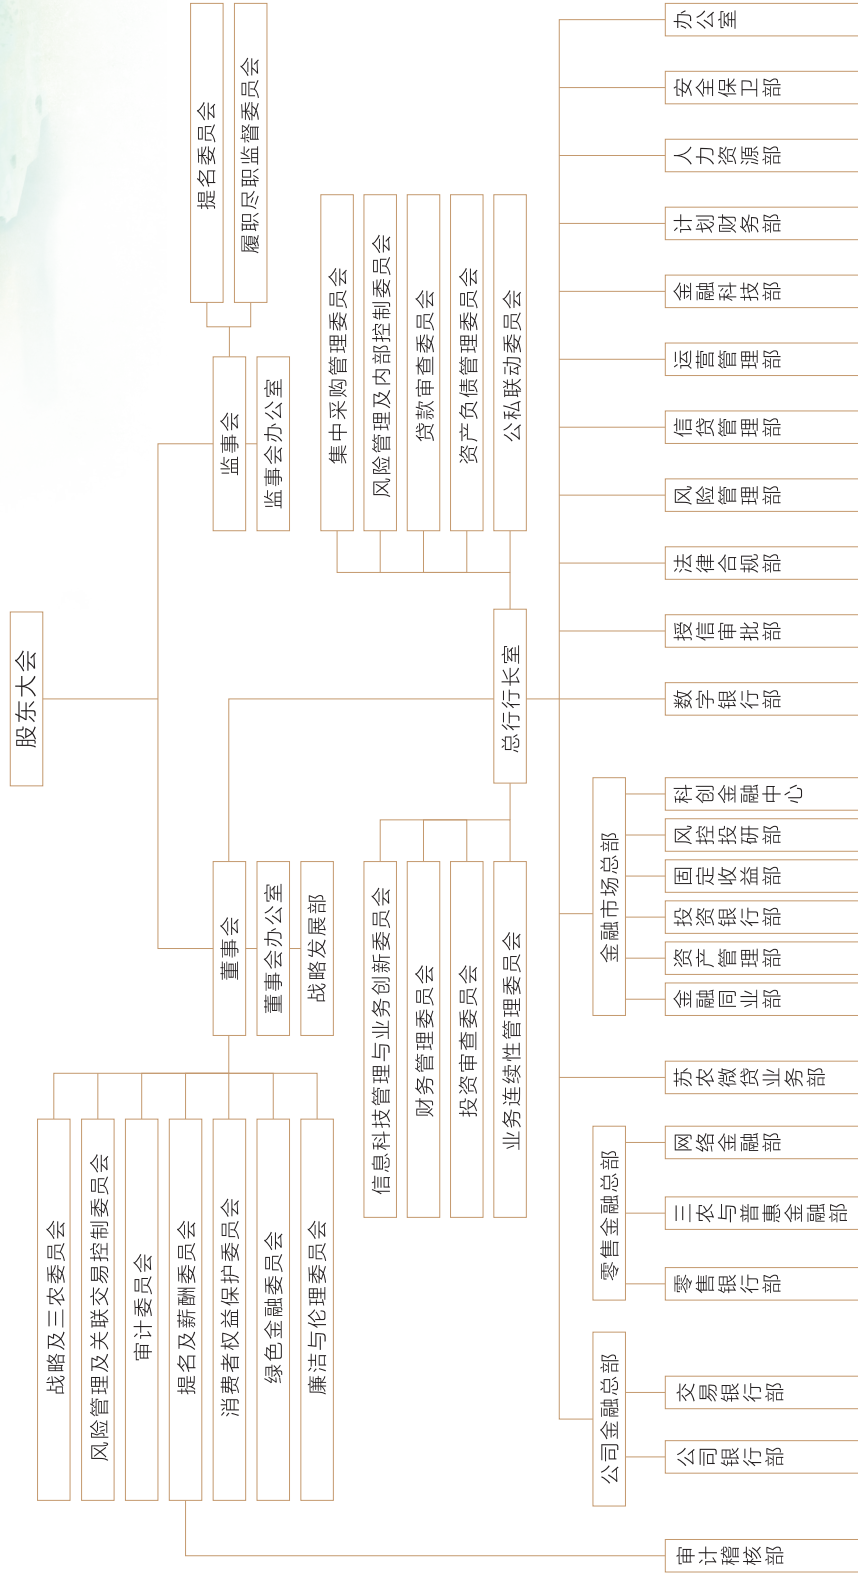 股东大会
董事会
董事会办公室
战略发展部
监事会
监事会办公室
提名委员会
履职尽职监督委员会
战略及三农委员会
风险管理及关联交易控制委员会
审计委员会
提名及薪酬委员会
消费者权益保护委员会
绿色金融委员会
廉洁与伦理委员会
总行行长室
信息科技管理与业务创新委员会
财务管理委员会
投资审查委员会
业务连续性管理委员会
集中采购管理委员会
风险管理及内部控制委员会
贷款审查委员会
资产负债管理委员会
公私联动委员会
公司金融总部
零售金融总部
金融市场总部
审计稽核部
公司银行部
交易银行部
零售银行部
三农与普惠金融部
网络金融部
苏农微贷业务部
金融同业部
资产管理部
投资银行部
固定收益部
风控投研部
科创金融中心
数字银行部
授信审批部
法律合规部
风险管理部
信贷管理部
运营管理部
金融科技部
计划财务部
人力资源部
安全保卫部
办公室